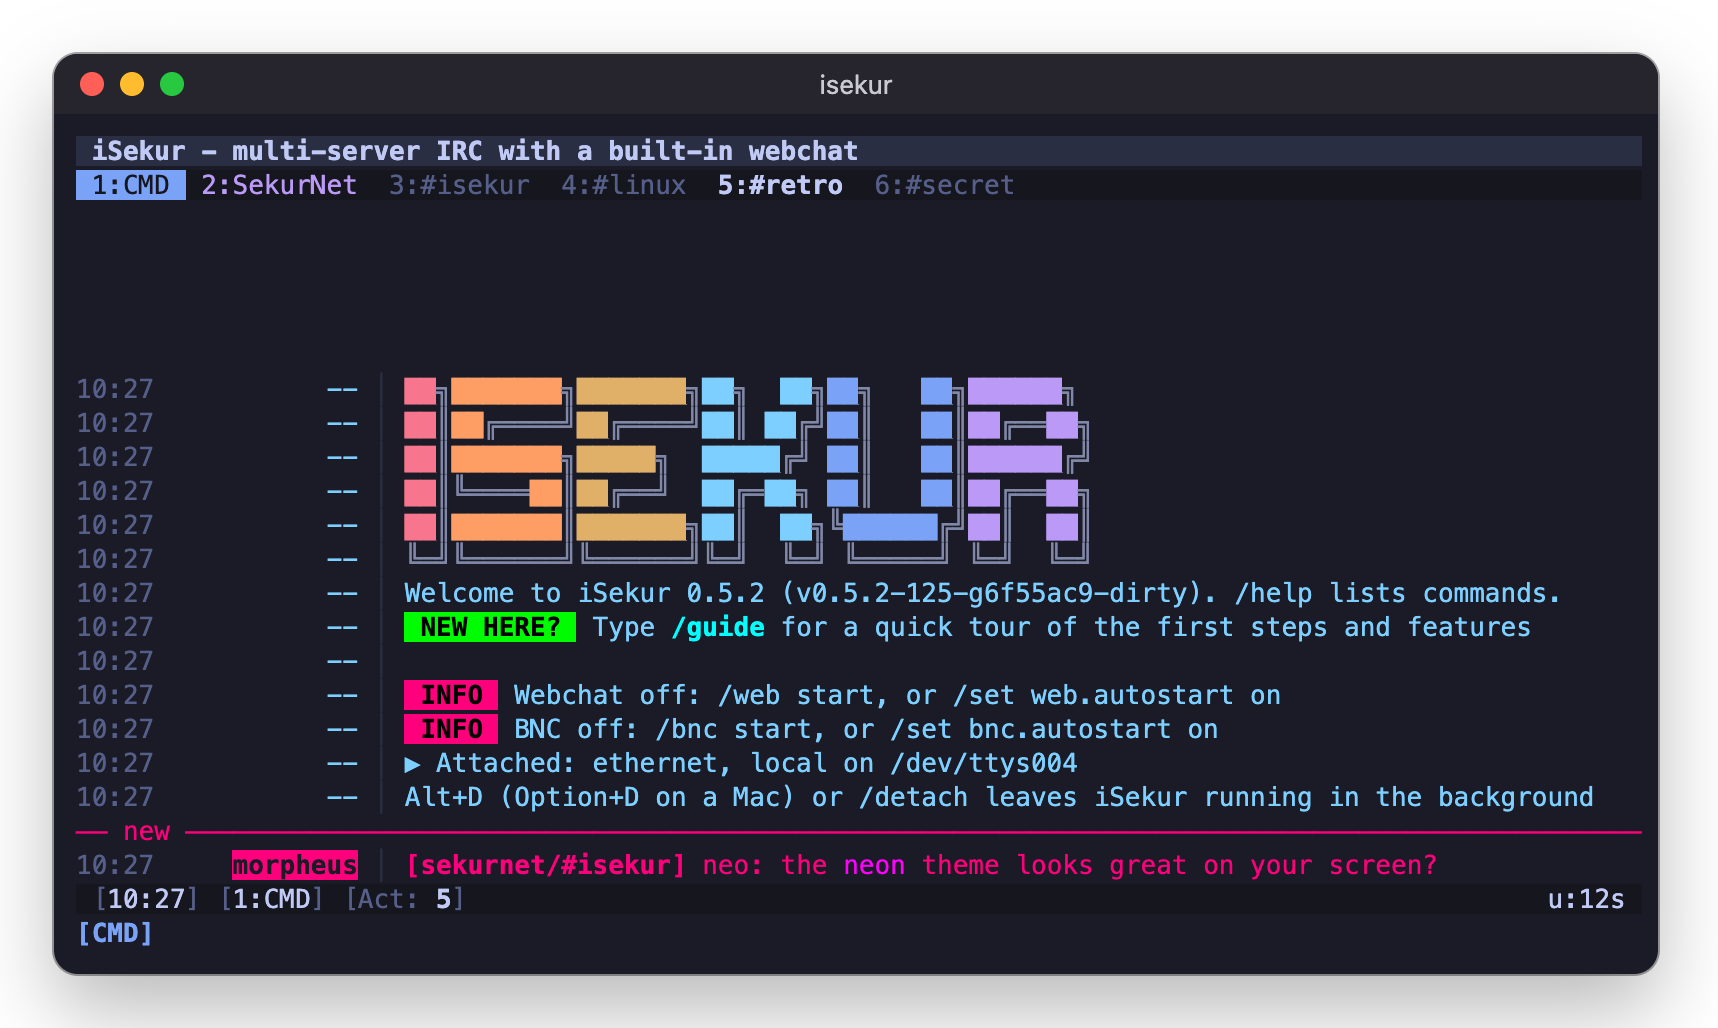 isekur
iSekur - multi-server IRC with a built-in webchat
1:CMD 2:SekurNet 3:#isekur 4:#linux 5:#retro 6:#secret
10:27 --
10:27 --
10:27 -- iSEKUR
10:27 --
10:27 --
10:27 --
10:27 -- Welcome to iSekur 0.5.2 (v0.5.2-125-g6f55ac9-dirty). /help lists commands.
10:27 -- NEW HERE? Type /guide for a quick tour of the first steps and features
10:27 --
10:27 -- INFO Webchat off: /web start, or /set web.autostart on
10:27 -- INFO BNC off: /bnc start, or /set bnc.autostart on
10:27 -- ▶ Attached: ethernet, local on /dev/ttys004
10:27 -- Alt+D (Option+D on a Mac) or /detach leaves iSekur running in the background
── new
10:27 morpheus [sekurnet/#isekur] neo: the neon theme looks great on your screen?
[10:27] [1:CMD] [Act: 5] u:12s
[CMD]